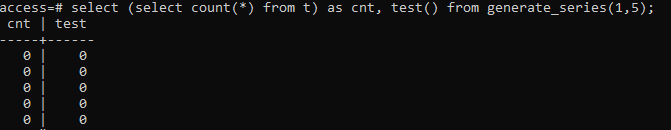 access=# select (select count(*) from t) as cnt, test() from generate_series(1,5);
 cnt | test
-----+------
   0 |    0
   0 |    0
   0 |    0
   0 |    0
   0 |    0